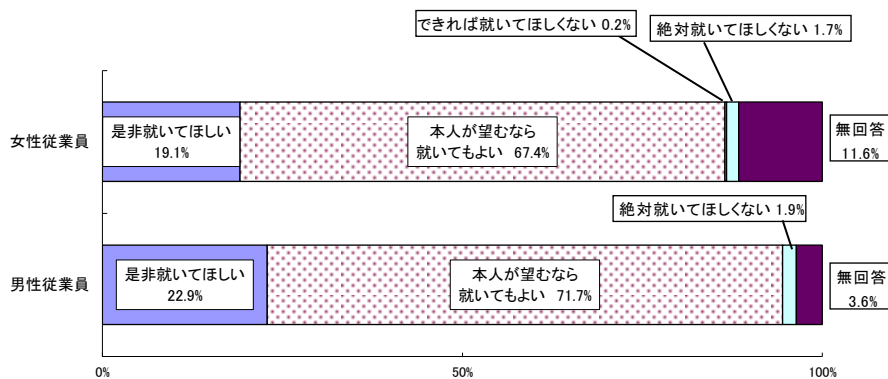 できれば就いてほしくない 0.2%
絶対就いてほしくない 1.7%
女性従業員
是非就いてほしい
19.1%
本人が望むなら
就いてもよい 67.4%
無回答
11.6%
絶対就いてほしくない 1.9%
男性従業員
是非就いてほしい
22.9%
本人が望むなら
就いてもよい 71.7%
無回答
3.6%
0%
50%
100%